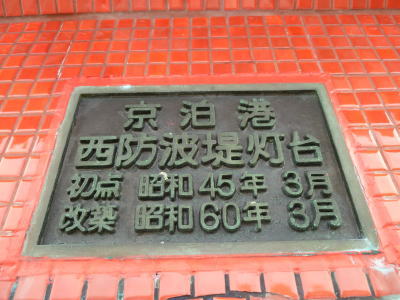 京泊港
西防波堤灯台
初点 昭和45年 3月
改築 昭和60年 3月